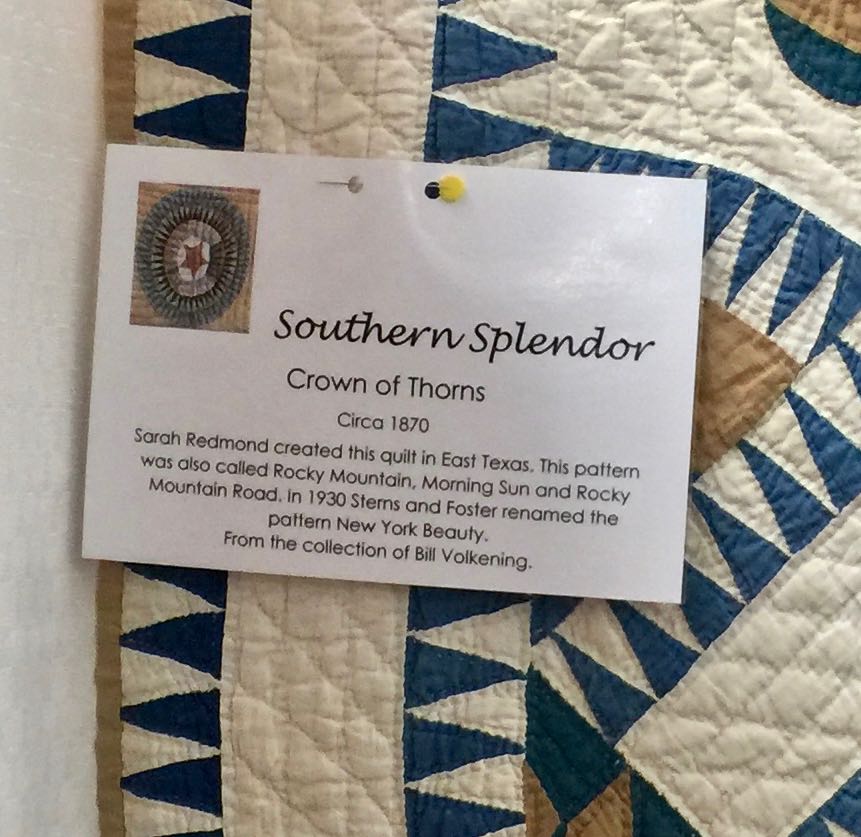 Southern Splendor
Crown of Thorns
Circa 1870
Sarah Redmond created this quilt in East Texas. This pattern
was also called Rocky Mountain, Morning Sun and Rocky
Mountain Road. In 1930 Sterns and Foster renamed the
pattern New York Beauty.
From the collection of Bill Volkening.